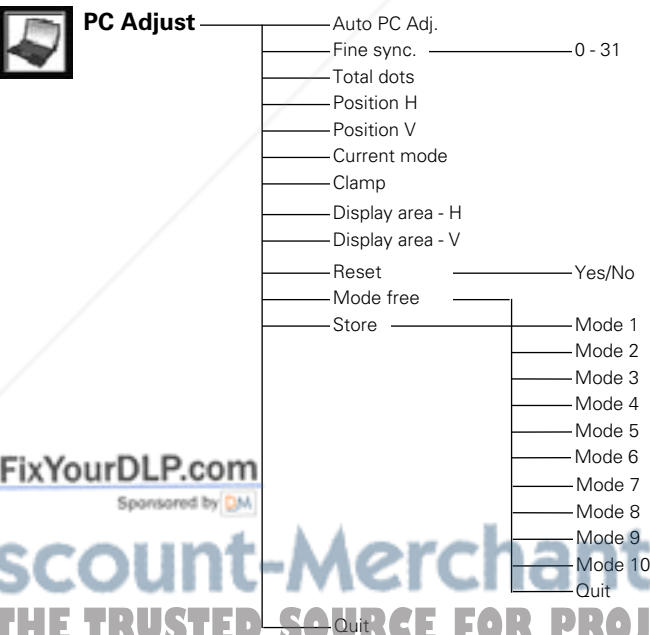 PC Adjust
Auto PC Adj.
Fine sync. 0 - 31
Total dots
Position H
Position V
Current mode
Clamp
Display area - H
Display area - V
Reset Yes/No
Mode free
Store Mode 1
Mode 2
Mode 3
Mode 4
Mode 5
Mode 6
Mode 7
Mode 8
Mode 9
Mode 10
Quit
Quit
FixYourDLP.com
Sponsored by DM
scount-Merchant
THE TRUSTED SOURCE FOR PROJ